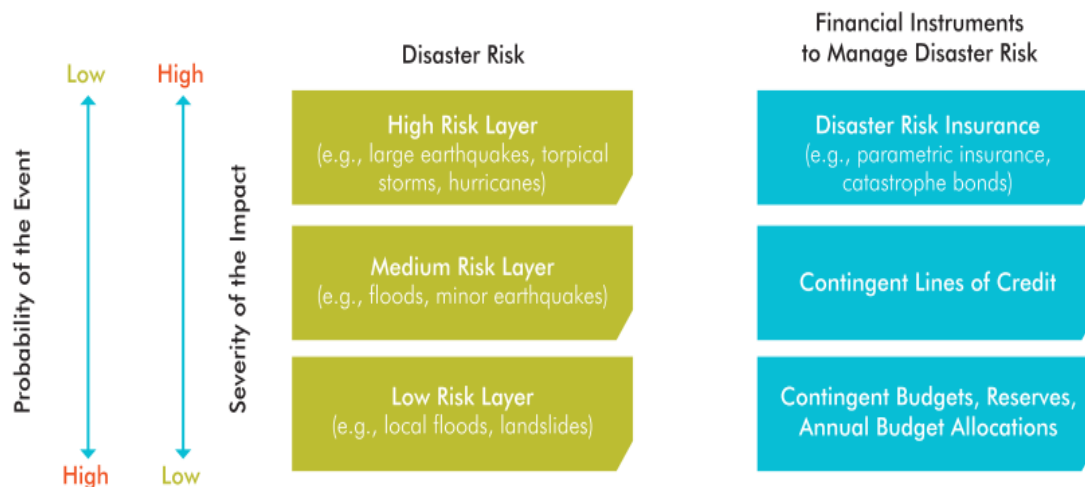 Financial Instruments
to Manage Disaster Risk
Disaster Risk
Low
High
Probability of the Event
Severity of the Impact
High Risk Layer
(e.g., large earthquakes, torpical
storms, hurricanes)
Disaster Risk Insurance
(e.g., parametric insurance,
catastrophe bonds)
Medium Risk Layer
(e.g., floods, minor earthquakes)
Contingent Lines of Credit
Low Risk Layer
(e.g., local floods, landslides)
Contingent Budgets, Reserves,
Annual Budget Allocations
High
Low